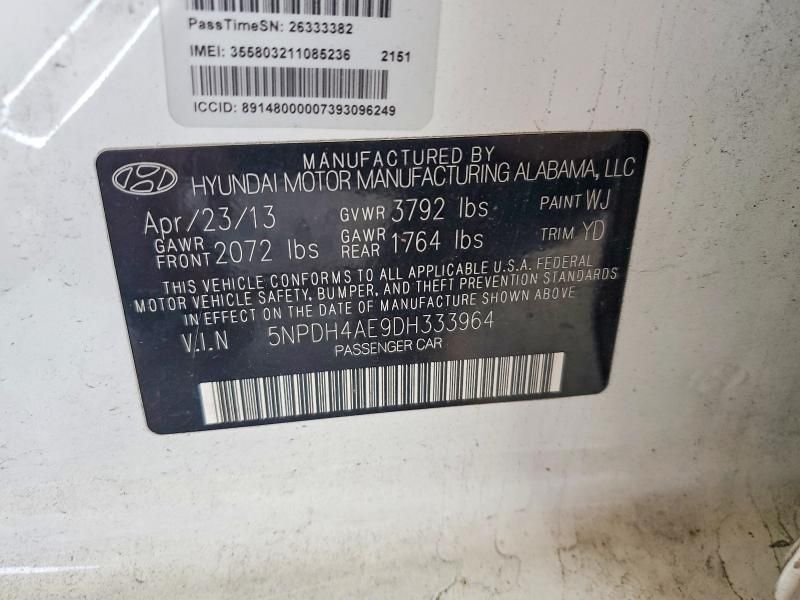 PassTimeSN: 26333382
IMEI: 355803211085236 2151
ICCID: 89148000007393096249
MANUFACTURED BY
HYUNDAI MOTOR MANUFACTURING ALABAMA, LLC
Apr/23/13 GVWR 3792 lbs PAINT WJ
GAWR FRONT 2072 lbs GAWR REAR 1764 lbs TRIM YD
THIS VEHICLE CONFORMS TO ALL APPLICABLE U.S.A. FEDERAL
MOTOR VEHICLE SAFETY, BUMPER, AND THEFT PREVENTION STANDARDS
IN EFFECT ON THE DATE OF MANUFACTURE SHOWN ABOVE
V.I.N 5NPDH4AE9DH333964
PASSENGER CAR